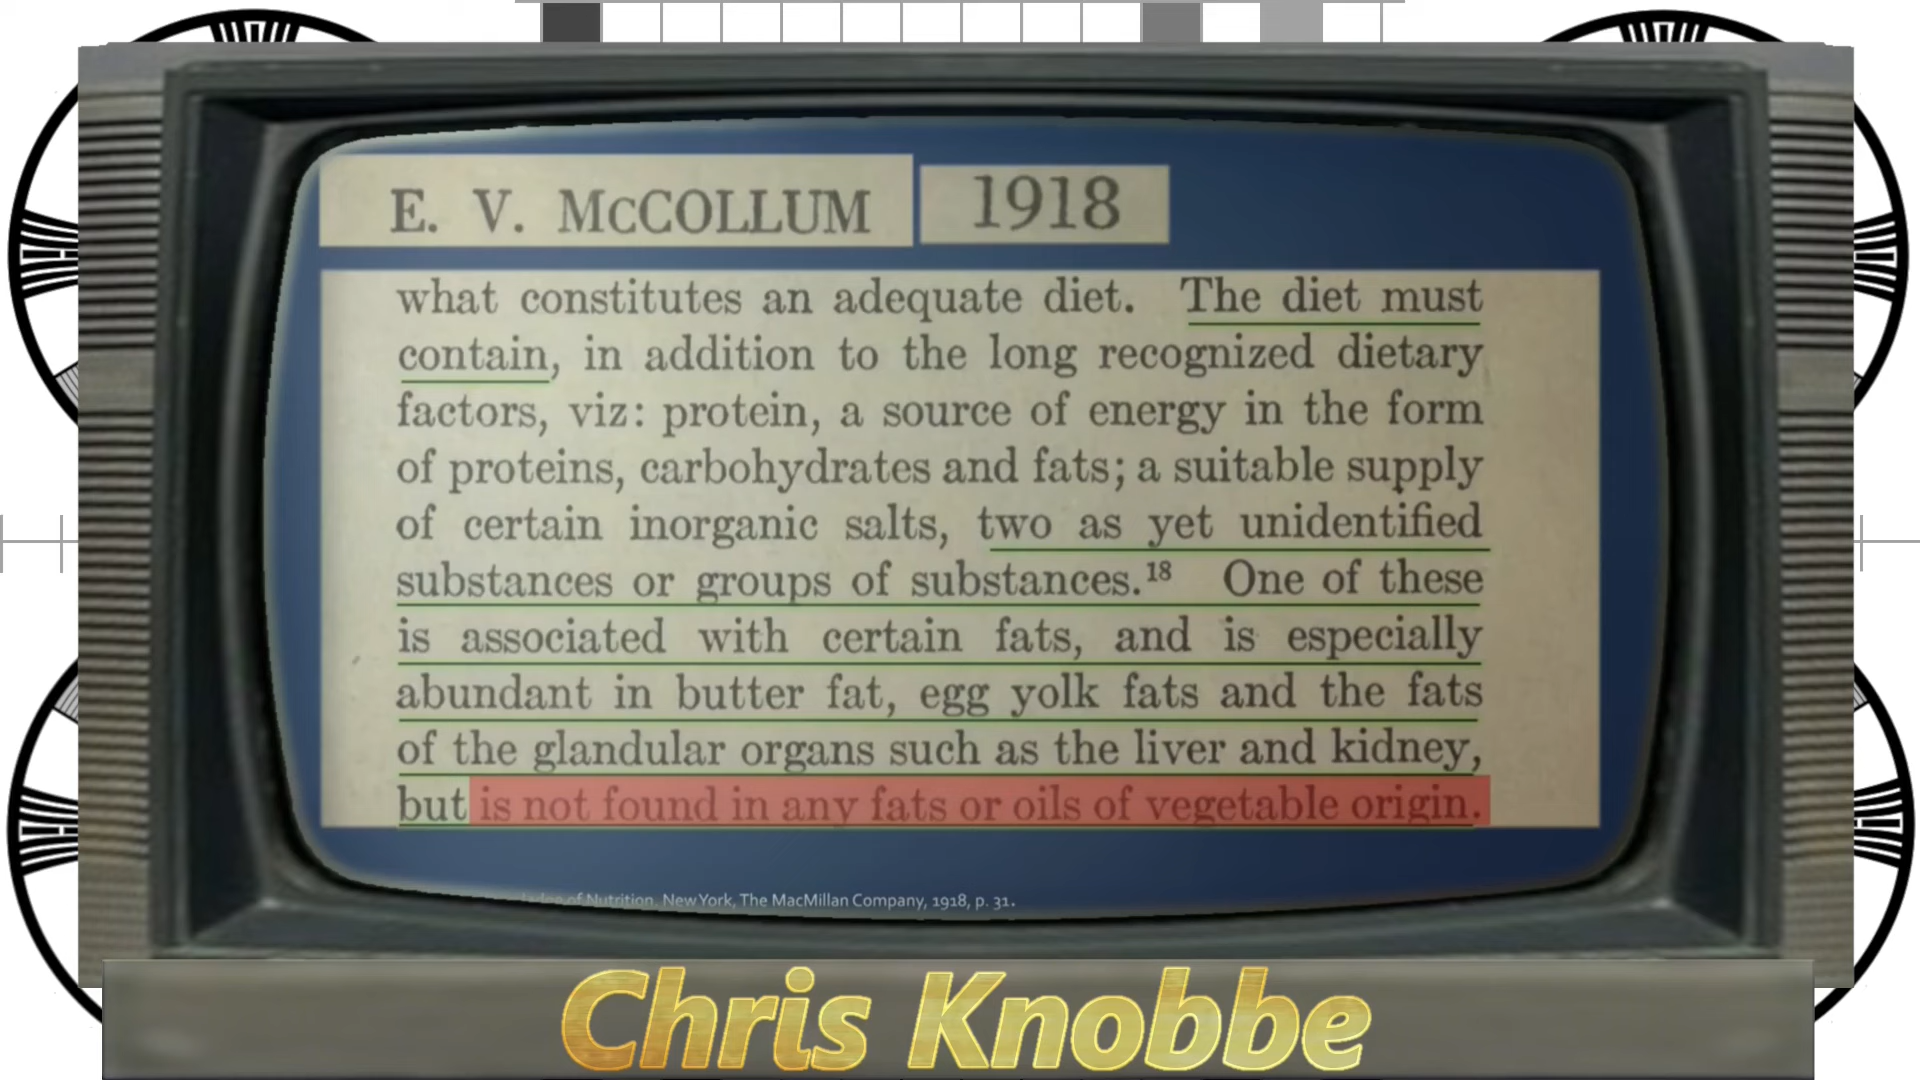 E. V. McCOLLUM 1918
what constitutes an adequate diet. The diet must
contain, in addition to the long recognized dietary
factors, viz: protein, a source of energy in the form
of proteins, carbohydrates and fats; a suitable supply
of certain inorganic salts, two as yet unidentified
substances or groups of substances.¹⁸ One of these
is associated with certain fats, and is especially
abundant in butter fat, egg yolk fats and the fats
of the glandular organs such as the liver and kidney,
but is not found in any fats or oils of vegetable origin.
of Nutrition. New York, The MacMillan Company, 1918, p. 31.
Chris Knobbe